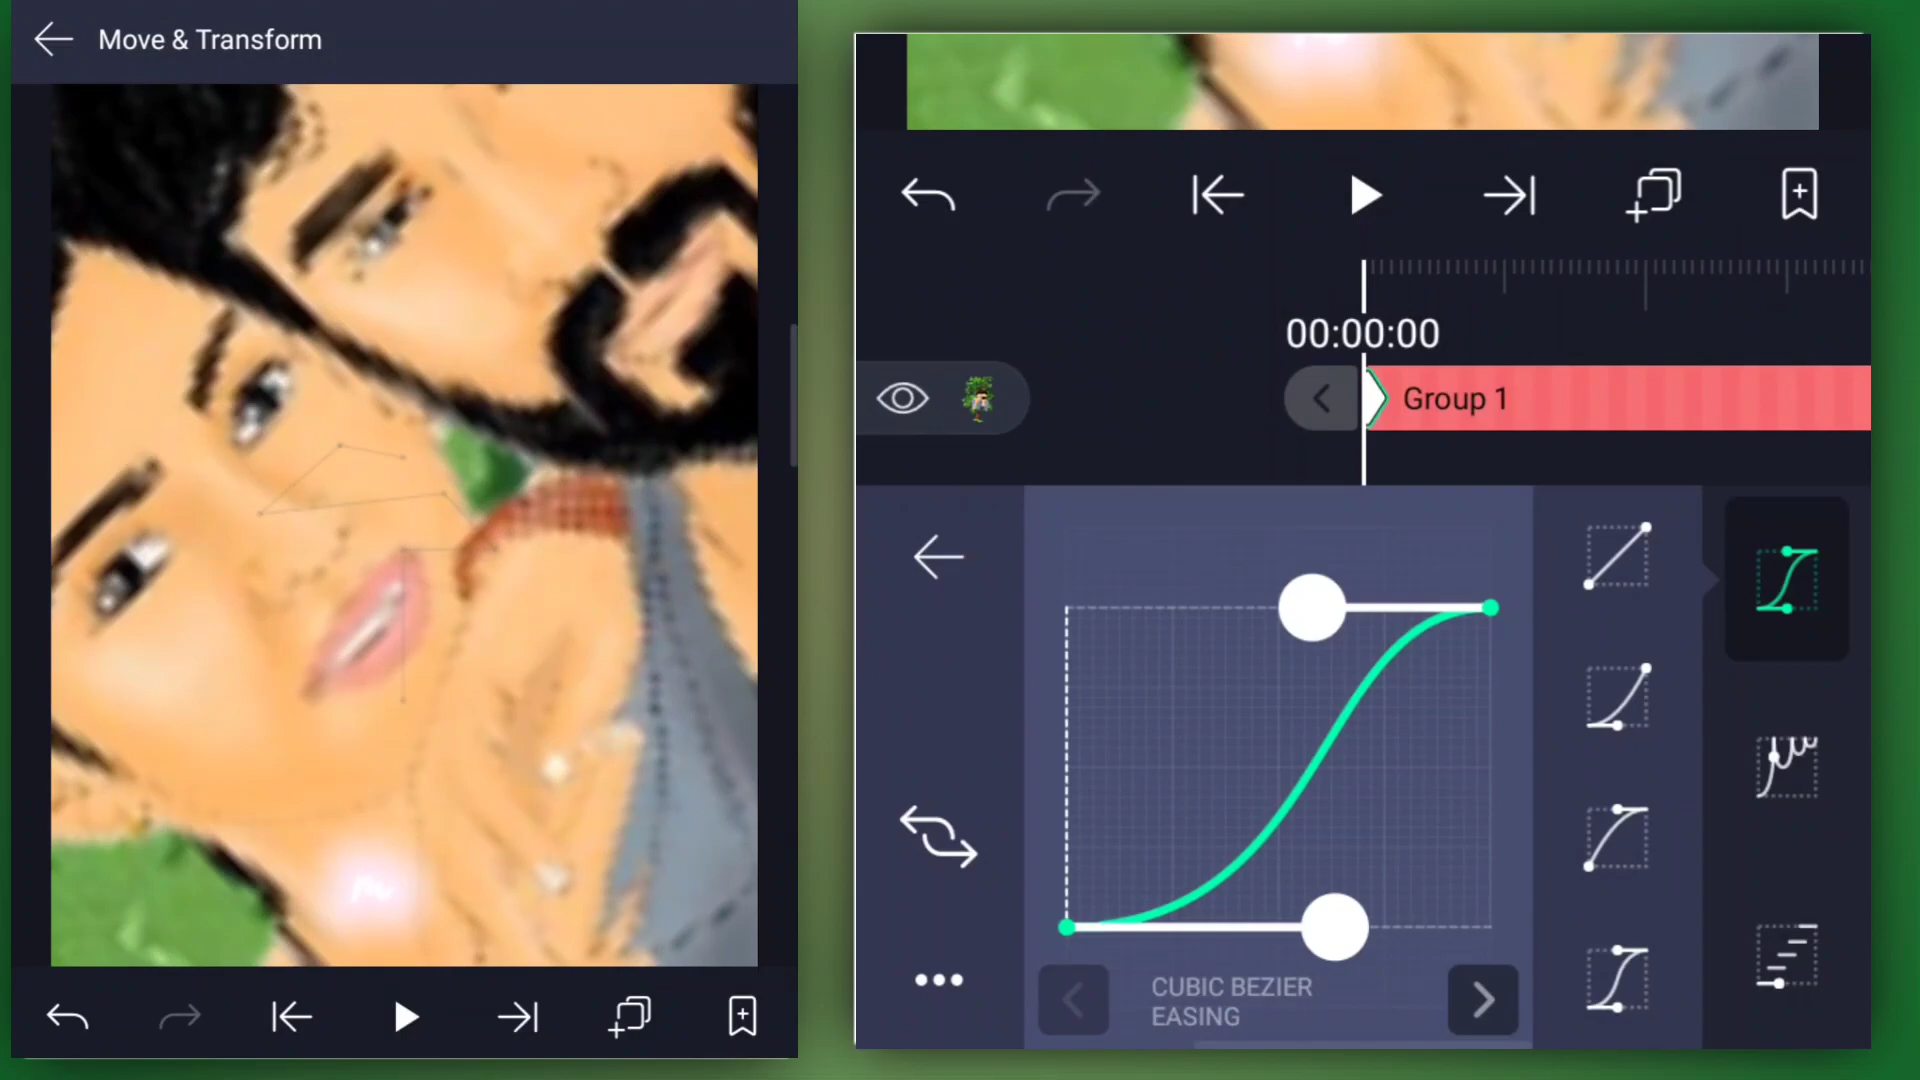 Move & Transform
00:00:00
Group 1
CUBIC BEZIER
EASING